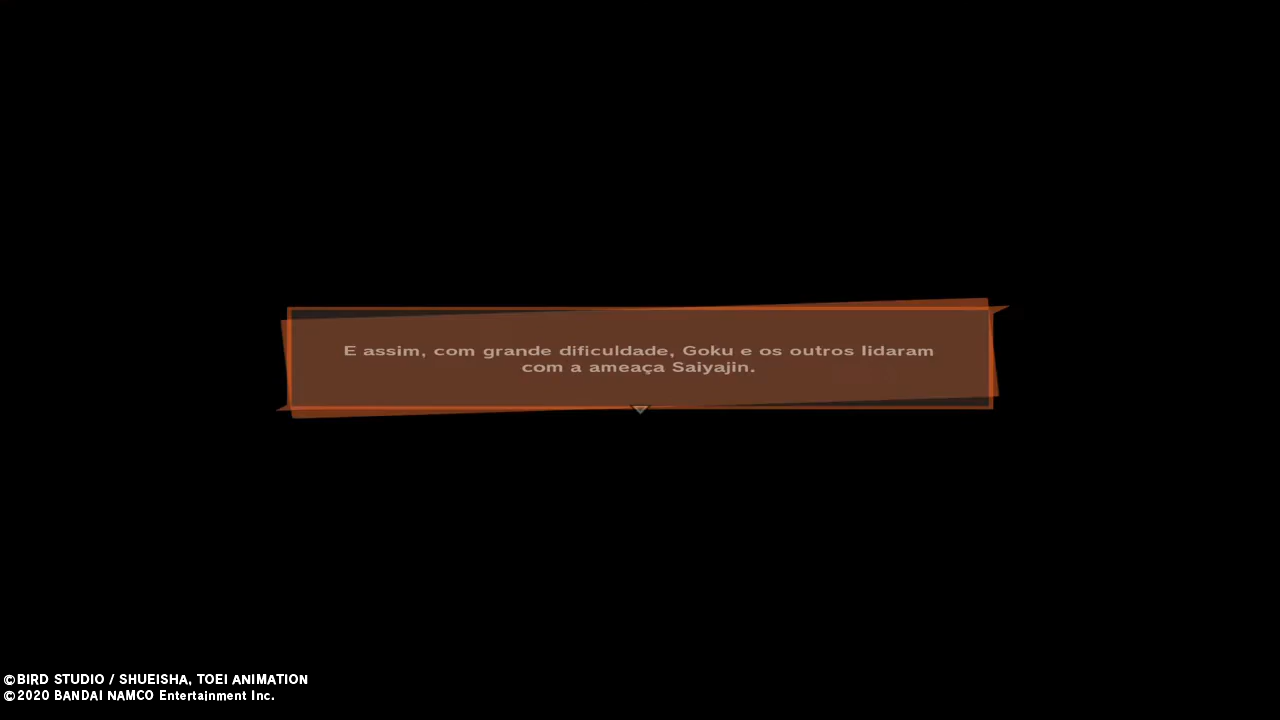 E assim, com grande dificuldade, Goku e os outros lidaram
com a ameaça Saiyajin.
©BIRD STUDIO / SHUEISHA, TOEI ANIMATION
©2020 BANDAI NAMCO Entertainment Inc.